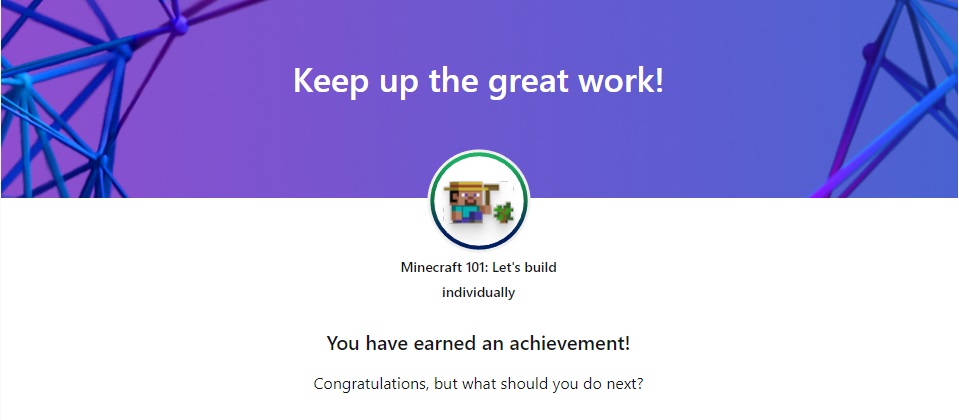 Keep up the great work!
Minecraft 101: Let's build
individually
You have earned an achievement!
Congratulations, but what should you do next?